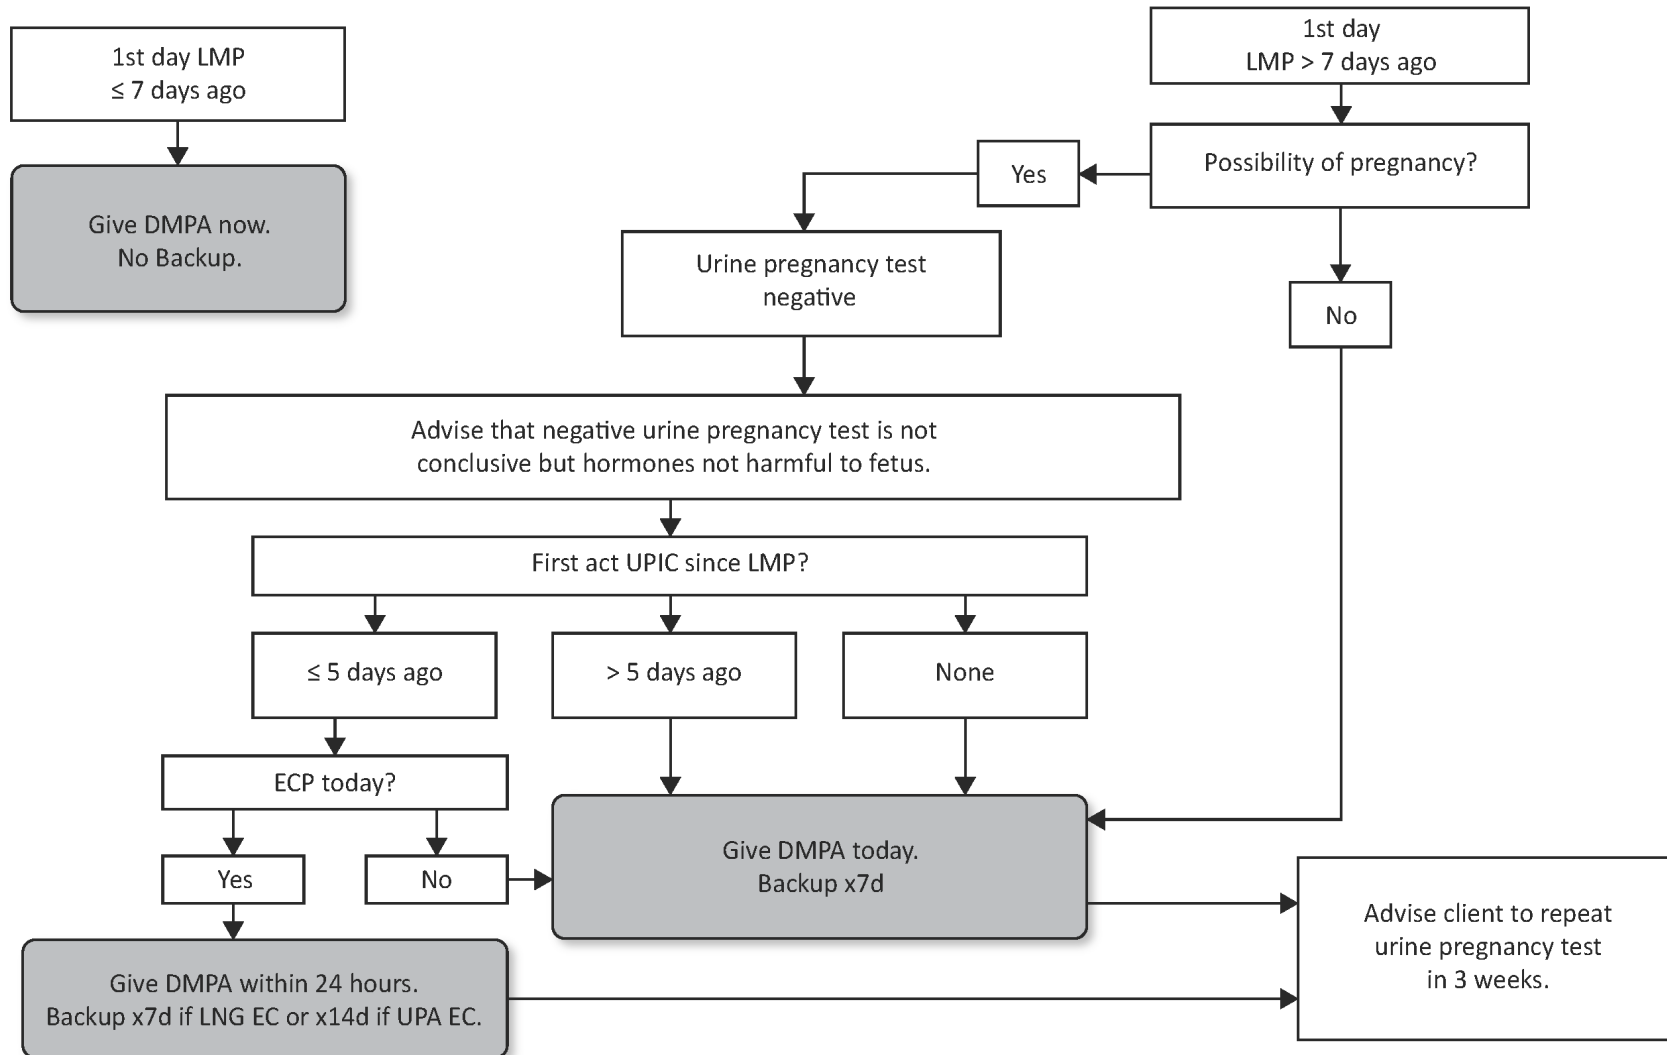 1st day LMP
≤ 7 days ago
Give DMPA now.
No Backup.
1st day
LMP > 7 days ago
Possibility of pregnancy?
Yes
No
Urine pregnancy test
negative
Advise that negative urine pregnancy test is not
conclusive but hormones not harmful to fetus.
First act UPIC since LMP?
≤ 5 days ago
> 5 days ago
None
ECP today?
Yes
No
Give DMPA today.
Backup x7d
Give DMPA within 24 hours.
Backup x7d if LNG EC or x14d if UPA EC.
Advise client to repeat
urine pregnancy test
in 3 weeks.